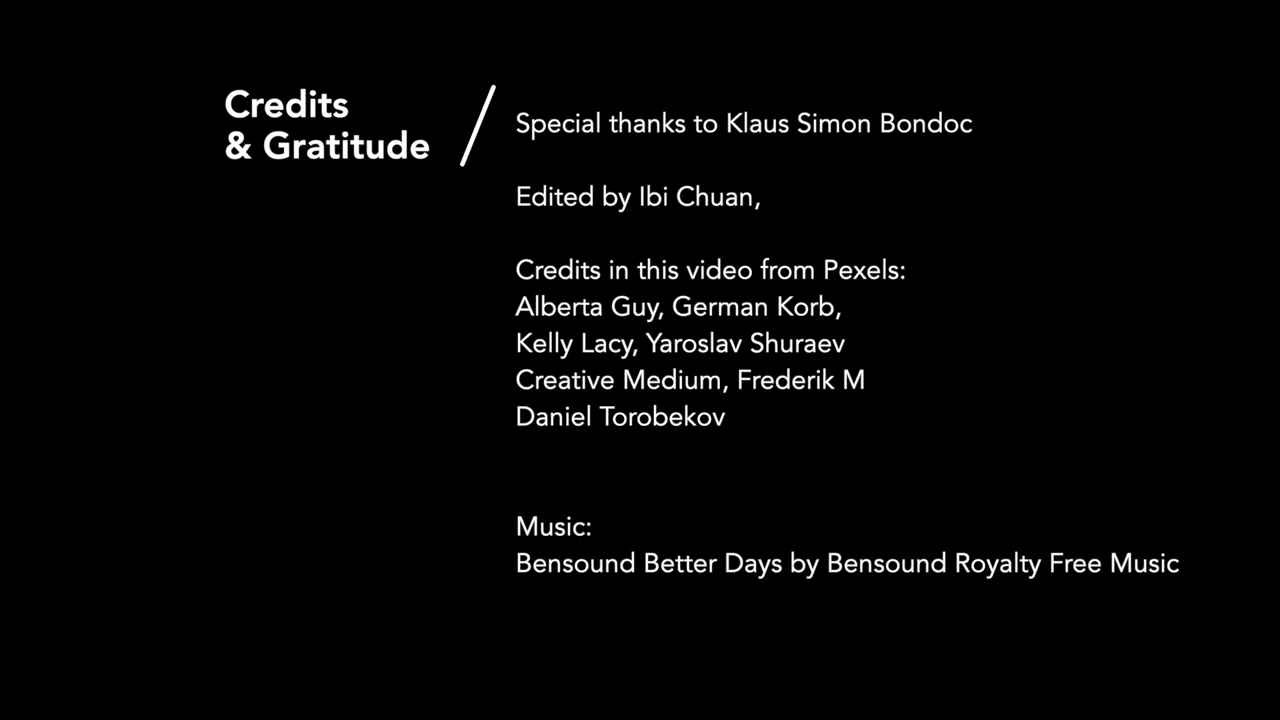 Credits
& Gratitude
Special thanks to Klaus Simon Bondoc
Edited by Ibi Chuan,
Credits in this video from Pexels:
Alberta Guy, German Korb,
Kelly Lacy, Yaroslav Shuraev
Creative Medium, Frederik M
Daniel Torobekov
Music:
Bensound Better Days by Bensound Royalty Free Music